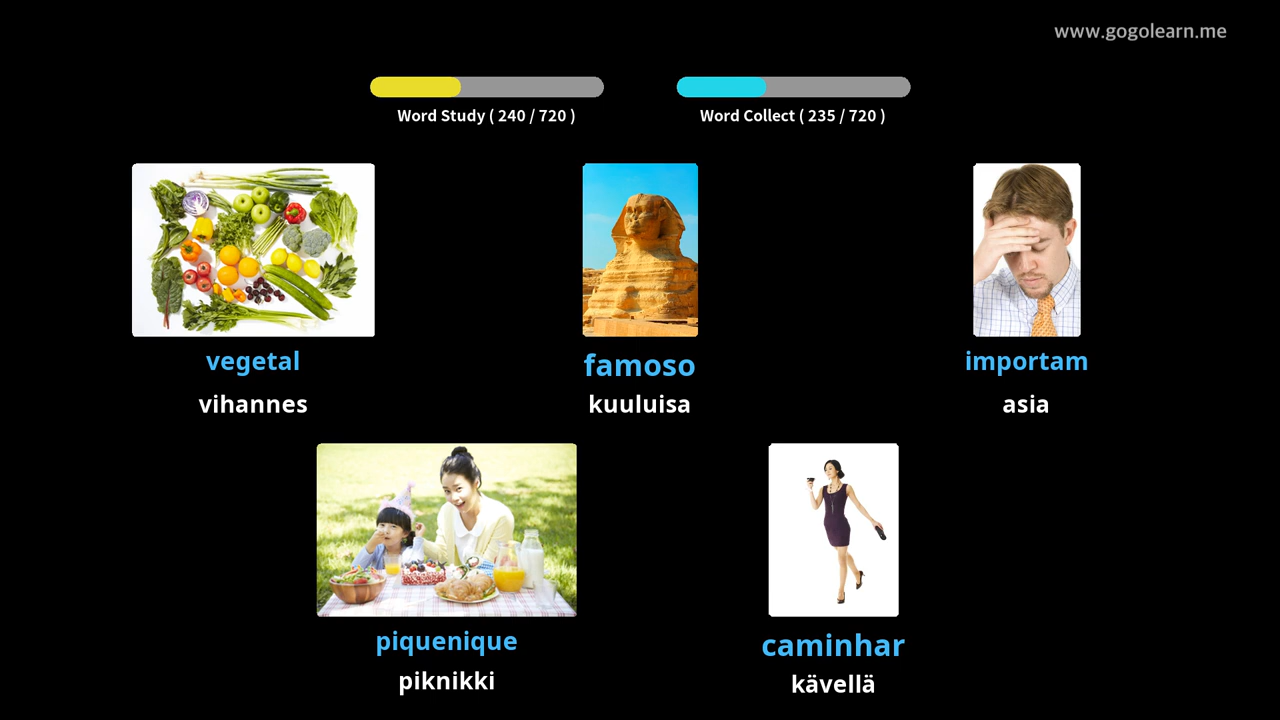 www.gogolearn.me
Word Study ( 240 / 720 )
Word Collect ( 235 / 720 )
vegetal
vihannes
famoso
kuuluisa
importam
asia
piquenique
piknikki
caminhar
kävellä